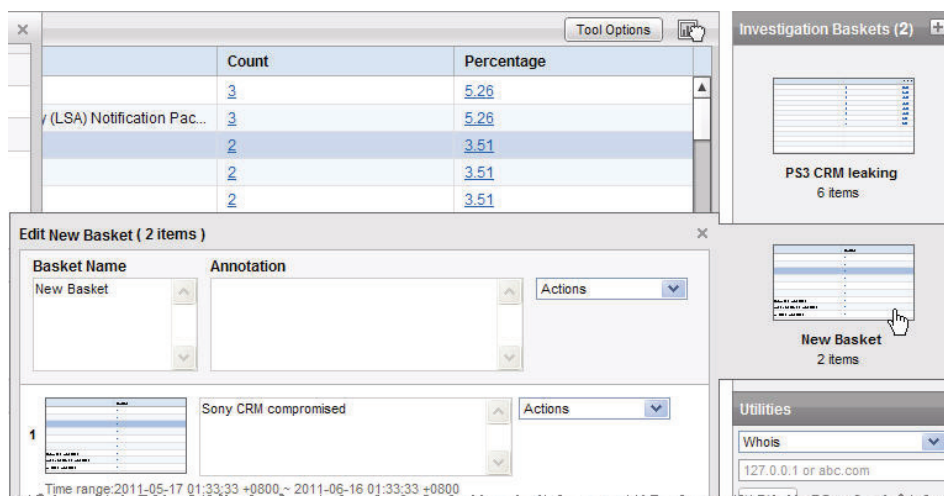 Tool Options
Investigation Baskets (2)
Count Percentage
3 5.26
y (LSA) Notification Pac... 3 5.26
2 3.51
2 3.51
2 3.51
PS3 CRM leaking
6 items
Edit New Basket ( 2 items )
Basket Name Annotation
New Basket
Actions
New Basket
2 items
1
Sony CRM compromised
Actions
Time range:2011-05-17 01:33:33 +0800 ~ 2011-06-16 01:33:33 +0800
Utilities
Whois
127.0.0.1 or abc.com